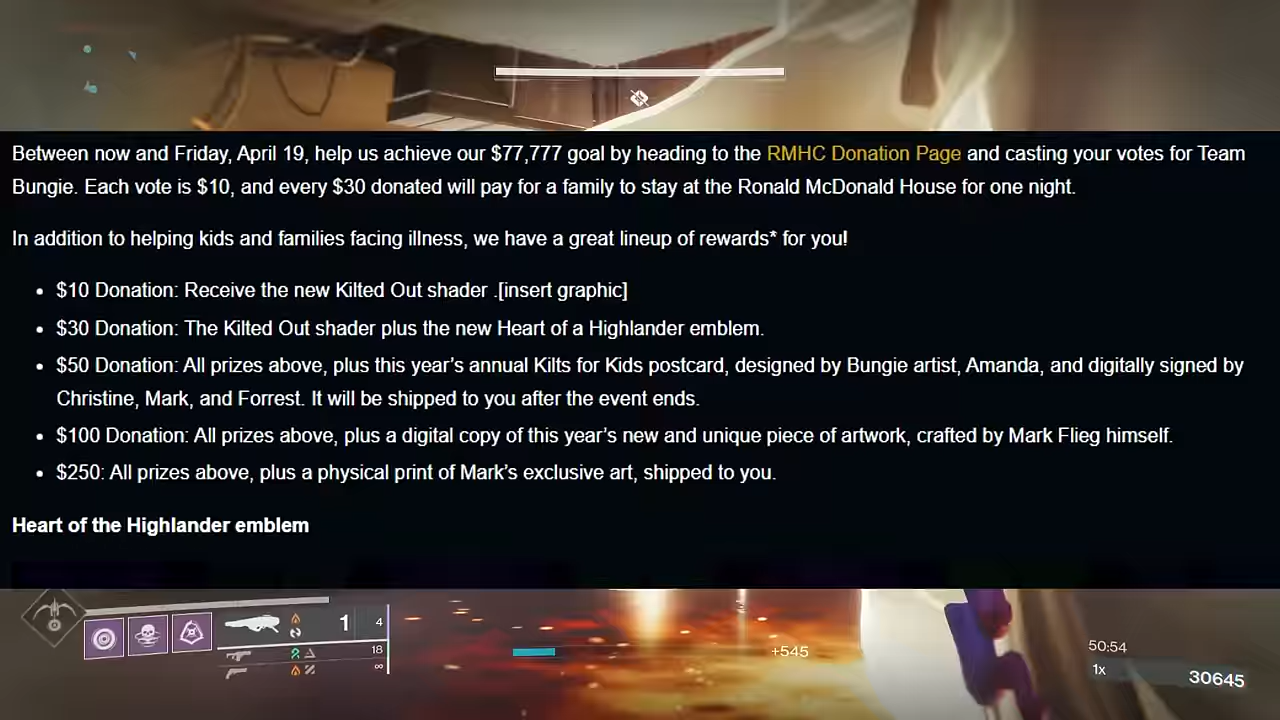 Between now and Friday, April 19, help us achieve our $77,777 goal by heading to the RMHC Donation Page and casting your votes for Team
Bungie. Each vote is $10, and every $30 donated will pay for a family to stay at the Ronald McDonald House for one night.
In addition to helping kids and families facing illness, we have a great lineup of rewards* for you!
• $10 Donation: Receive the new Kilted Out shader .[insert graphic]
• $30 Donation: The Kilted Out shader plus the new Heart of a Highlander emblem.
• $50 Donation: All prizes above, plus this year's annual Kilts for Kids postcard, designed by Bungie artist, Amanda, and digitally signed by
Christine, Mark, and Forrest. It will be shipped to you after the event ends.
• $100 Donation: All prizes above, plus a digital copy of this year's new and unique piece of artwork, crafted by Mark Flieg himself.
• $250: All prizes above, plus a physical print of Mark's exclusive art, shipped to you.
Heart of the Highlander emblem
1 4
18
∞
+545
50:54
1x 30645